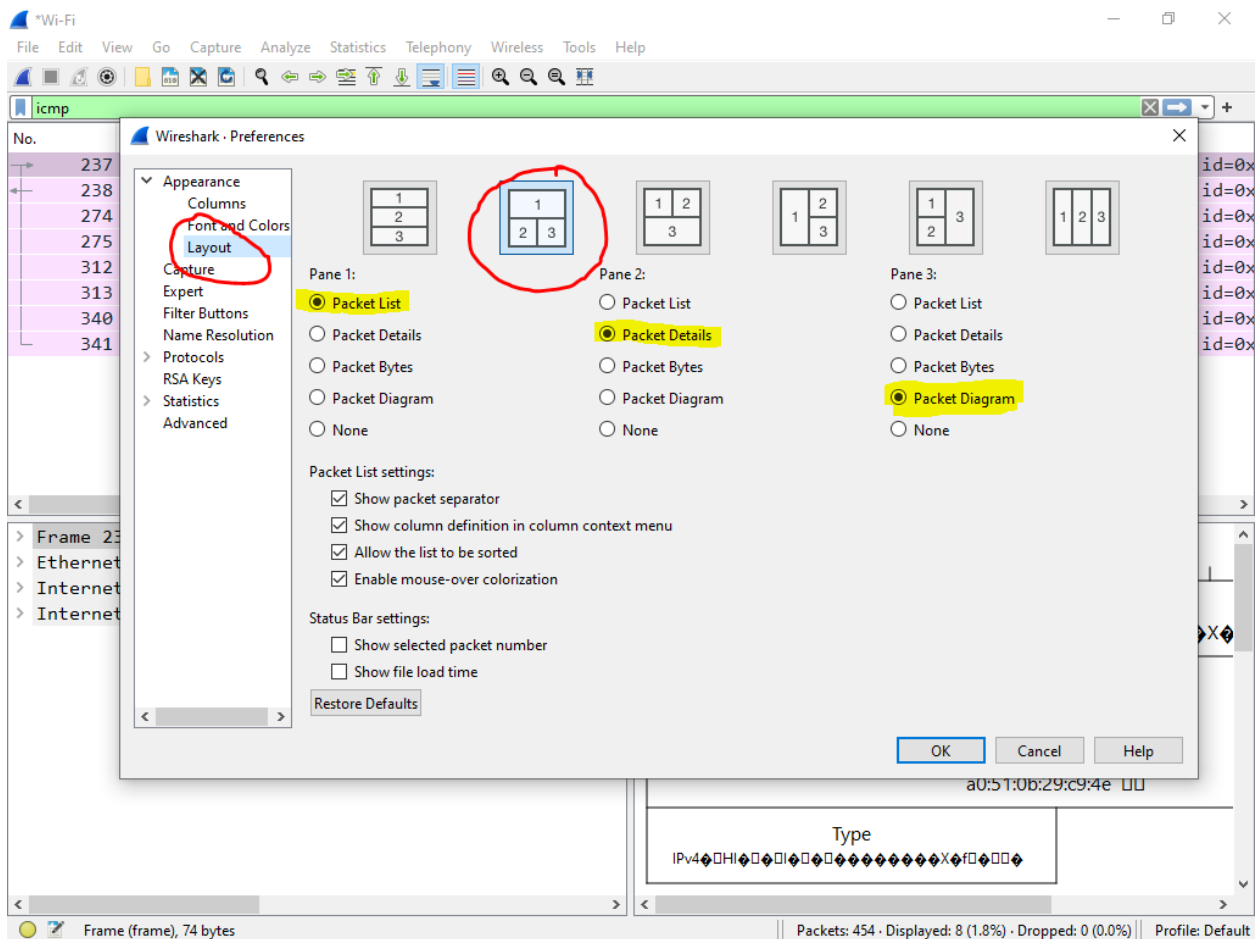 *Wi-Fi
File Edit View Go Capture Analyze Statistics Telephony Wireless Tools Help
icmp
Wireshark · Preferences
No.
237
238
274
275
312
313
340
341
id=0x
id=0x
id=0x
id=0x
id=0x
id=0x
id=0x
id=0x
Appearance
Columns
Font and Colors
Layout
Capture
Expert
Filter Buttons
Name Resolution
Protocols
RSA Keys
Statistics
Advanced
1 2 3
1 2 3
1 2 3
1 2 3
1 2 3
1 2 3
Pane 1: Pane 2: Pane 3:
Packet List Packet List Packet List
Packet Details Packet Details Packet Details
Packet Bytes Packet Bytes Packet Bytes
Packet Diagram Packet Diagram Packet Diagram
None None None
Packet List settings:
Show packet separator
Show column definition in column context menu
Allow the list to be sorted
Enable mouse-over colorization
Status Bar settings:
Show selected packet number
Show file load time
Restore Defaults
OK Cancel Help
Frame 23
Ethernet
Internet
Internet
a0:51:0b:29:c9:4e
Type
IPv4
Frame (frame), 74 bytes
Packets: 454 · Displayed: 8 (1.8%) · Dropped: 0 (0.0%) Profile: Default